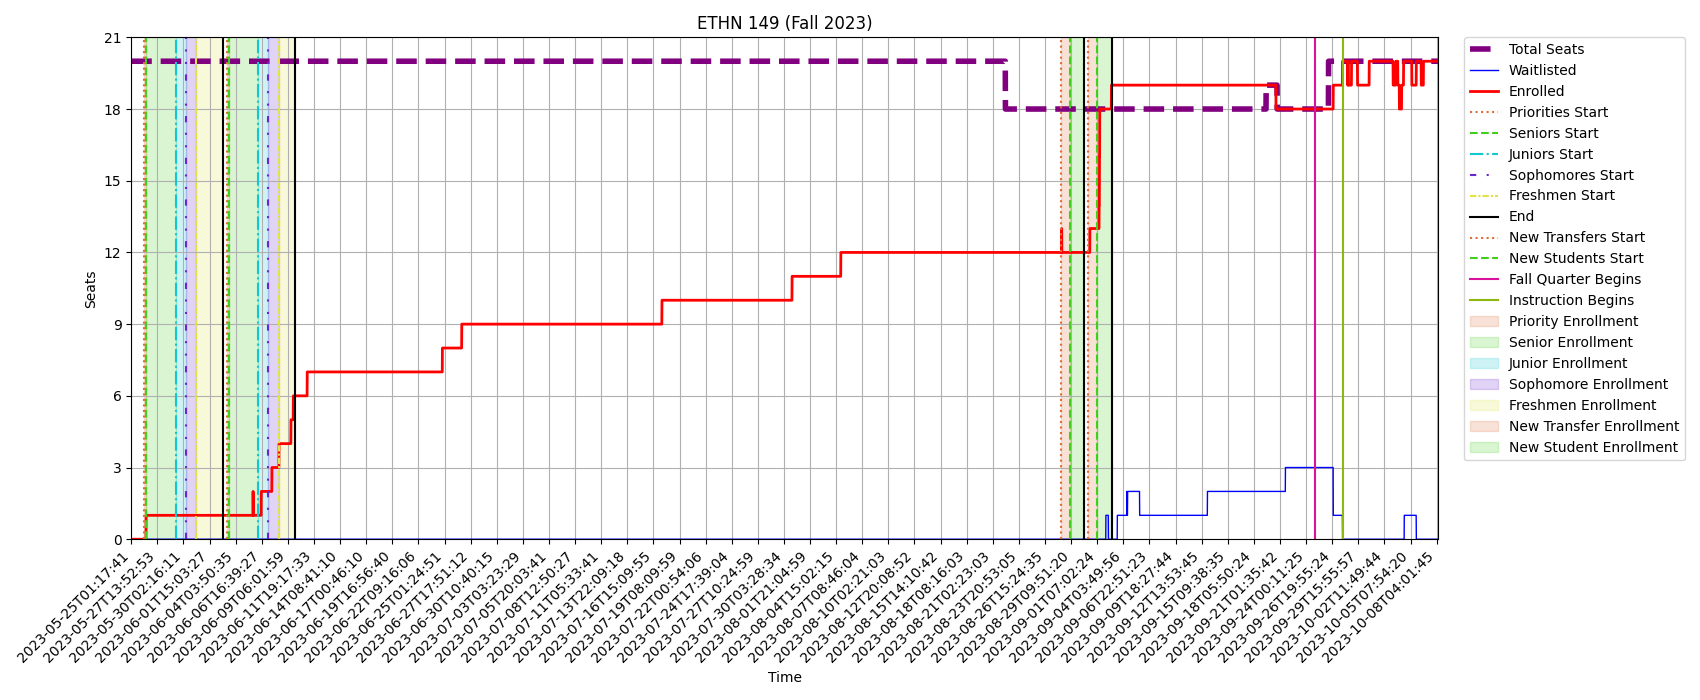 ETHN 149 (Fall 2023)
21
18
15
12
9
6
3
0
Seats
2023-05-25T01:17:41
2023-05-27T13:52:53
2023-05-30T02:16:11
2023-06-01T15:03:27
2023-06-04T03:50:35
2023-06-06T16:39:27
2023-06-09T06:01:59
2023-06-11T19:17:33
2023-06-14T08:41:10
2023-06-17T00:46:10
2023-06-19T16:56:40
2023-06-22T09:16:06
2023-06-25T01:24:51
2023-06-27T17:51:12
2023-06-30T10:40:15
2023-07-03T03:23:29
2023-07-05T20:03:41
2023-07-08T12:50:27
2023-07-11T05:33:41
2023-07-13T22:09:18
2023-07-16T15:09:55
2023-07-19T08:09:59
2023-07-22T00:54:06
2023-07-24T17:39:04
2023-07-27T10:24:59
2023-07-30T03:28:34
2023-08-01T21:04:59
2023-08-04T15:02:15
2023-08-07T08:46:04
2023-08-10T02:21:03
2023-08-12T20:08:52
2023-08-15T14:10:42
2023-08-18T08:16:03
2023-08-21T02:23:03
2023-08-23T20:53:05
2023-08-26T15:24:35
2023-08-29T09:51:20
2023-09-01T07:02:24
2023-09-04T03:49:56
2023-09-06T22:51:23
2023-09-09T18:27:44
2023-09-12T13:53:45
2023-09-15T09:38:35
2023-09-18T05:50:24
2023-09-21T01:35:42
2023-09-24T00:11:25
2023-09-26T19:55:24
2023-09-29T15:55:57
2023-10-02T11:49:44
2023-10-05T07:54:20
2023-10-08T04:01:45
Time
Total Seats
Waitlisted
Enrolled
Priorities Start
Seniors Start
Juniors Start
Sophomores Start
Freshmen Start
End
New Transfers Start
New Students Start
Fall Quarter Begins
Instruction Begins
Priority Enrollment
Senior Enrollment
Junior Enrollment
Sophomore Enrollment
Freshmen Enrollment
New Transfer Enrollment
New Student Enrollment